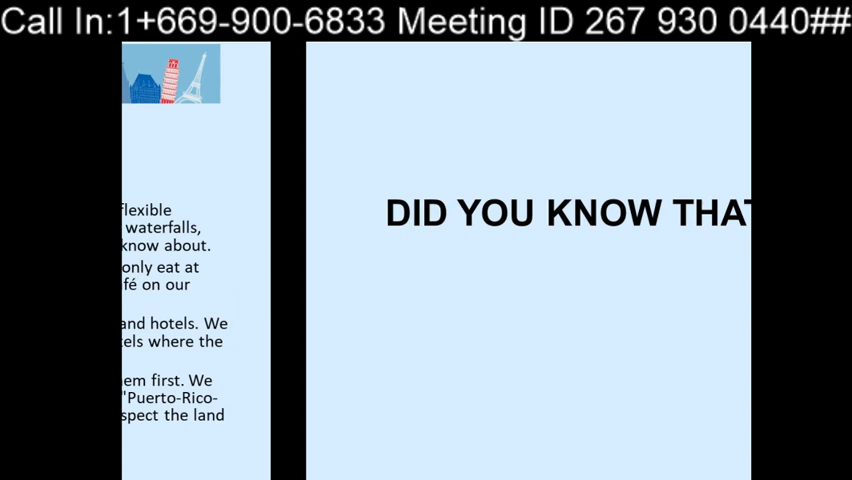 Call In:1+669-900-6833 Meeting ID 267 930 0440##
flexible
waterfalls,
know about.
only eat at
fé on our
and hotels. We
tels where the
em first. We
"Puerto-Rico-
spect the land
DID YOU KNOW THAT